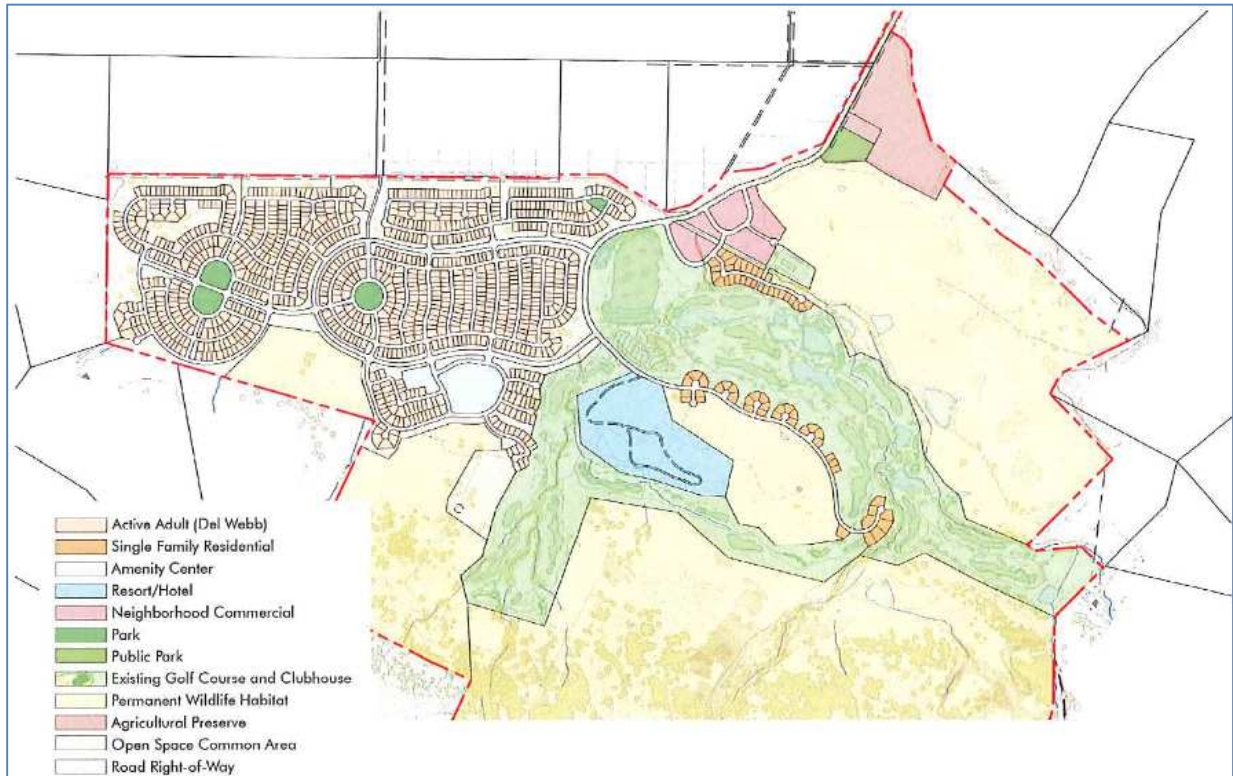 Active Adult (Del Webb)
Single Family Residential
Amenity Center
Resort/Hotel
Neighborhood Commercial
Park
Public Park
Existing Golf Course and Clubhouse
Permanent Wildlife Habitat
Agricultural Preserve
Open Space Common Area
Road Right-of-Way